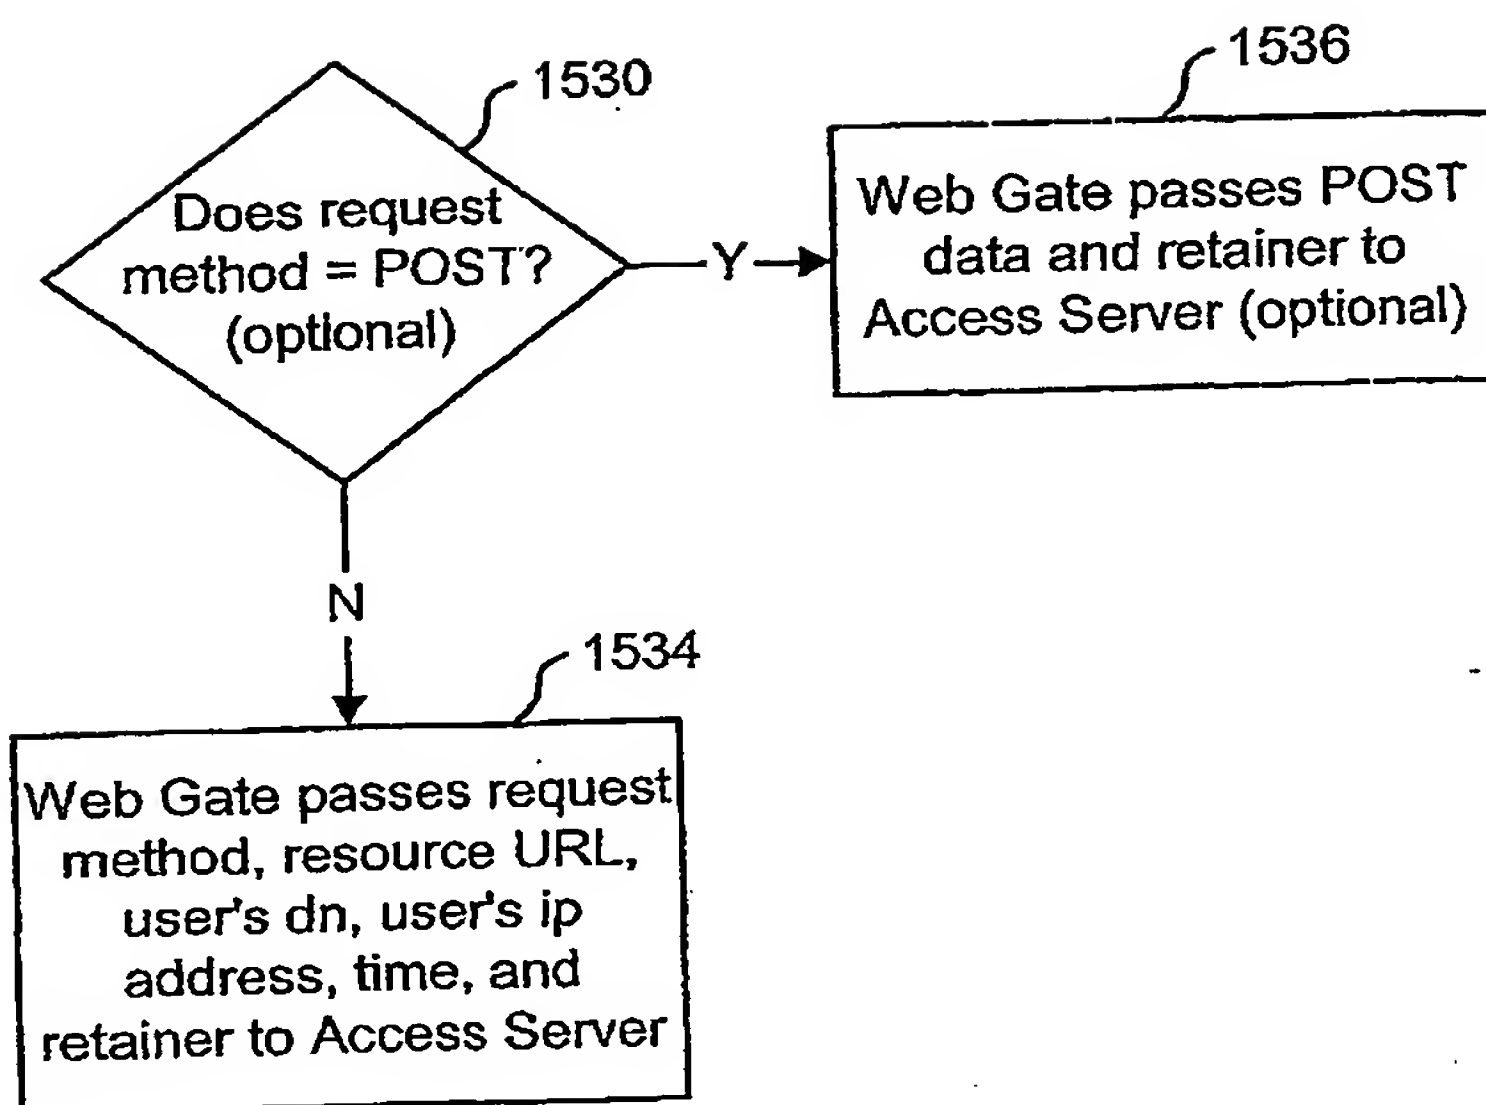 1530
Does request
method = POST?
(optional)
Y
1536
Web Gate passes POST
data and retainer to
Access Server (optional)
N
1534
Web Gate passes request
method, resource URL,
user's dn, user's ip
address, time, and
retainer to Access Server